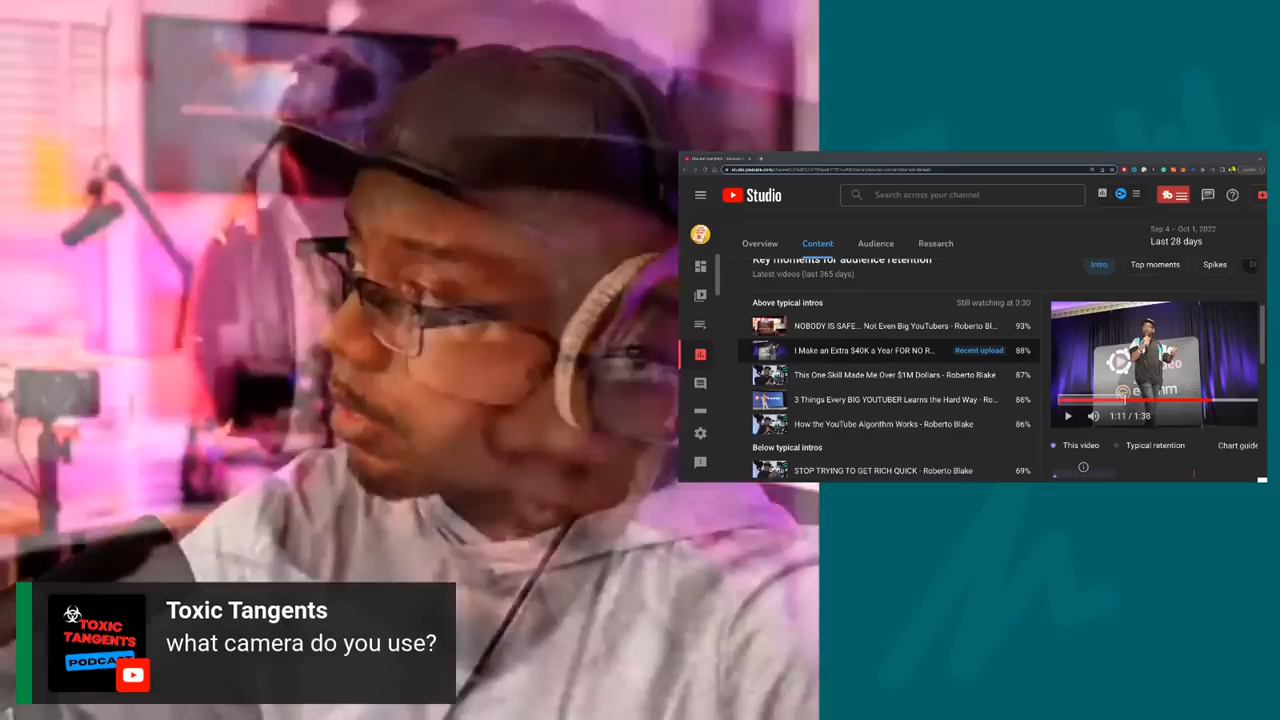 Studio
Search across your channel
Sep 4 – Oct 1, 2022
Last 28 days
Overview
Content
Audience
Research
Key moments for audience retention
Latest videos (last 365 days)
Intro
Top moments
Spikes
Above typical intros
Still watching at 0:30
NOBODY IS SAFE... Not Even Big YouTubers - Roberto Bl...
93%
I Make an Extra $40K a Year FOR NO R...
Recent upload
88%
This One Skill Made Me Over $1M Dollars - Roberto Blake
87%
3 Things Every BIG YOUTUBER Learns the Hard Way - Ro...
86%
How the YouTube Algorithm Works - Roberto Blake
86%
Below typical intros
STOP TRYING TO GET RICH QUICK - Roberto Blake
69%
1:11 / 1:38
This video
Typical retention
Chart guide
Toxic Tangents
what camera do you use?
TOXIC
TANGENTS